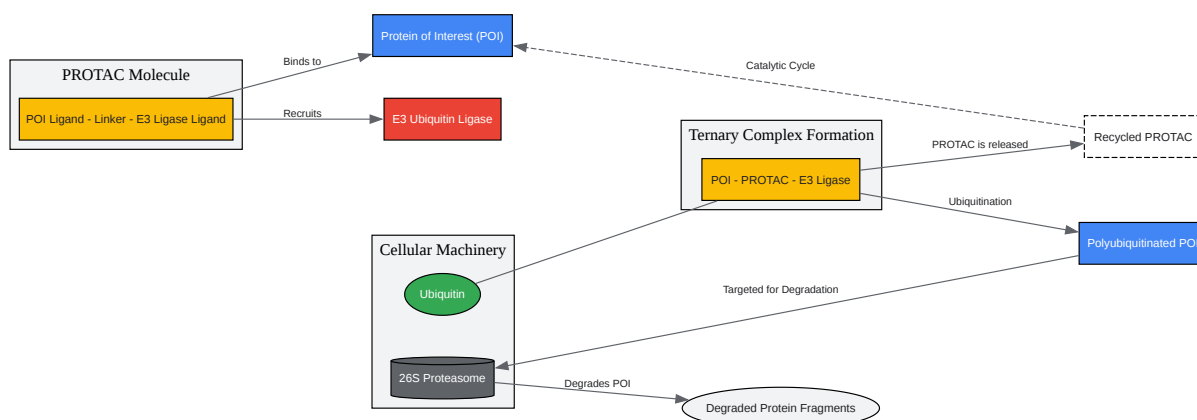 Protein of Interest (POI)
PROTAC Molecule
Binds to
Catalytic Cycle
POI Ligand - Linker - E3 Ligase Ligand
Recruits
E3 Ubiquitin Ligase
Ternary Complex Formation
PROTAC is released
Recycled PROTAC
POI - PROTAC - E3 Ligase
Ubiquitination
Cellular Machinery
Polyubiquitinated POI
Ubiquitin
Targeted for Degradation
26S Proteasome
Degrades POI
Degraded Protein Fragments